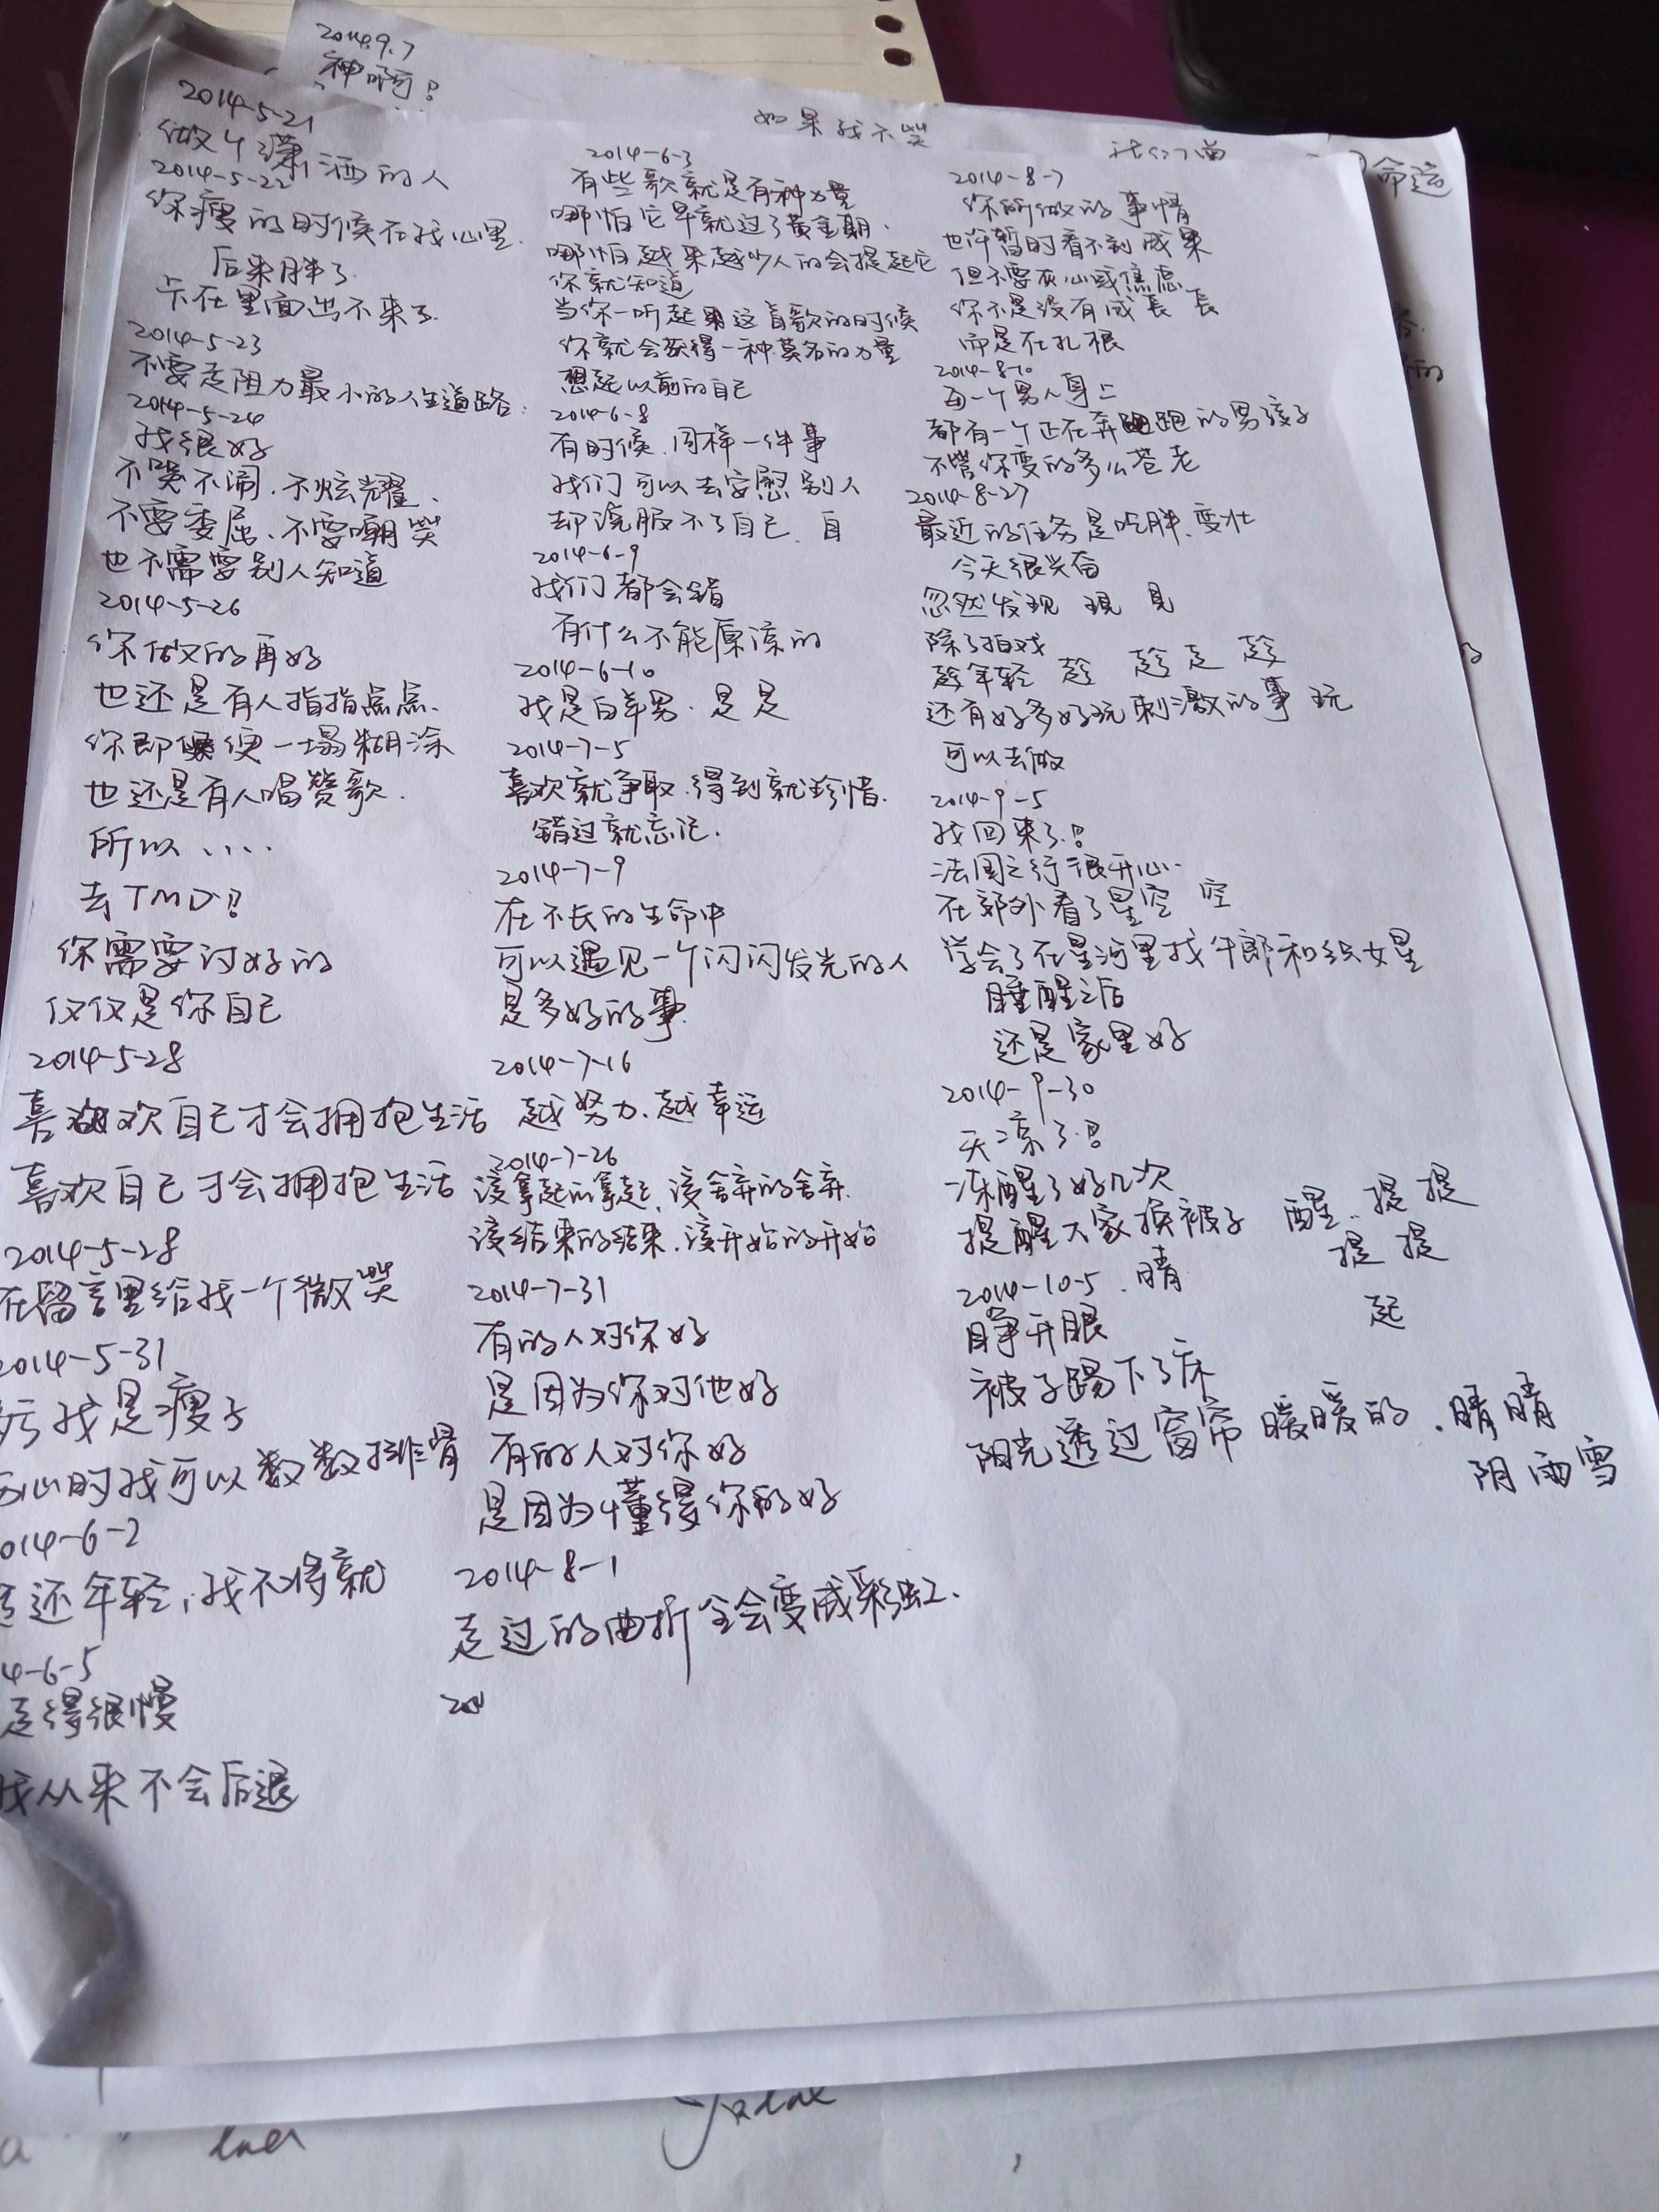 2014.9.7
神啊!
如果我不笑
命运
2014-5-21
做个潇洒的人
2014-5-22
你瘦的时候在我心里.
后来胖了.
卡在里面出不来了.
2014-5-23
不要走阻力最小的人生道路.
2014-5-24
我很好
不哭不闹、不炫耀、
不要委屈、不要嘲笑
也不需要别人知道
2014-5-26
你做的再好
也还是有人指指点点、
你即便一塌糊涂
也还是有人唱赞歌.
所以....
去TMD!
你需要讨好的
仅仅是你自己
2014-5-28
喜欢自己才会拥抱生活
喜欢自己才会拥抱生活
2014-5-28
在留言里给我一个微笑
2014-5-31
亏我是瘦子
心时我可以数数排骨
014-6-2
还年轻,我不将就
4-6-5
走得很慢
我从来不会后退
2014-6-3
有些歌就是有种力量
哪怕它早就过了黄金期.
哪怕越来越少人的会提起它
你就知道
当你一听起这首歌的时候
你就会获得一种莫名的力量
想起以前的自己
2014-6-8
有时候.同样一件事
我们可以去安慰别人
却说服不了自己. 自
2014-6-9
我们都会错
有什么不能原谅的
2014-6-10
我是白羊男. 是 是
2014-7-5
喜欢就争取.得到就珍惜.
错过就忘记.
2014-7-9
在不长的生命中
可以遇见一个闪闪发光的人
是多好的事.
2014-7-16
越努力、越幸运
2014-7-26
该拿起的拿起、该舍弃的舍弃.
该结束的结束.该开始的开始
2014-7-31
有的人对你好
是因为你对他好
有的人对你好
是因为懂得你的好
2014-8-1
走过的曲折全会变成彩虹.
201
2014-8-7
你所做的事情
也许暂时看不到成果
但不要灰心或焦虑
你不是没有成長 長
而是在扎根
2014-8-10
每一个男人身上
都有一个正在奔跑的男孩子
不管你变的多么苍老
2014-8-27
最近的任务是吃胖、变壮
今天很兴奋
忽然发现 現 見
除了拍戏
趁年轻 趁 趁 走 趁
还有好多好玩刺激的事 玩
可以去做
2014-9-5
我回来了!
法国之行很开心.
在郊外看了星空 空
学会了在星河里找牛郎和织女星
睡醒之后
还是家里好
2014-9-30
天凉了!
冻醒了好几次
提醒大家换被子 醒. 提 提
提 提
起
2014-10-5. 晴
睁开眼
被子踢下了床
阳光透过窗帘 暖暖的. 晴晴
阴 雨雪